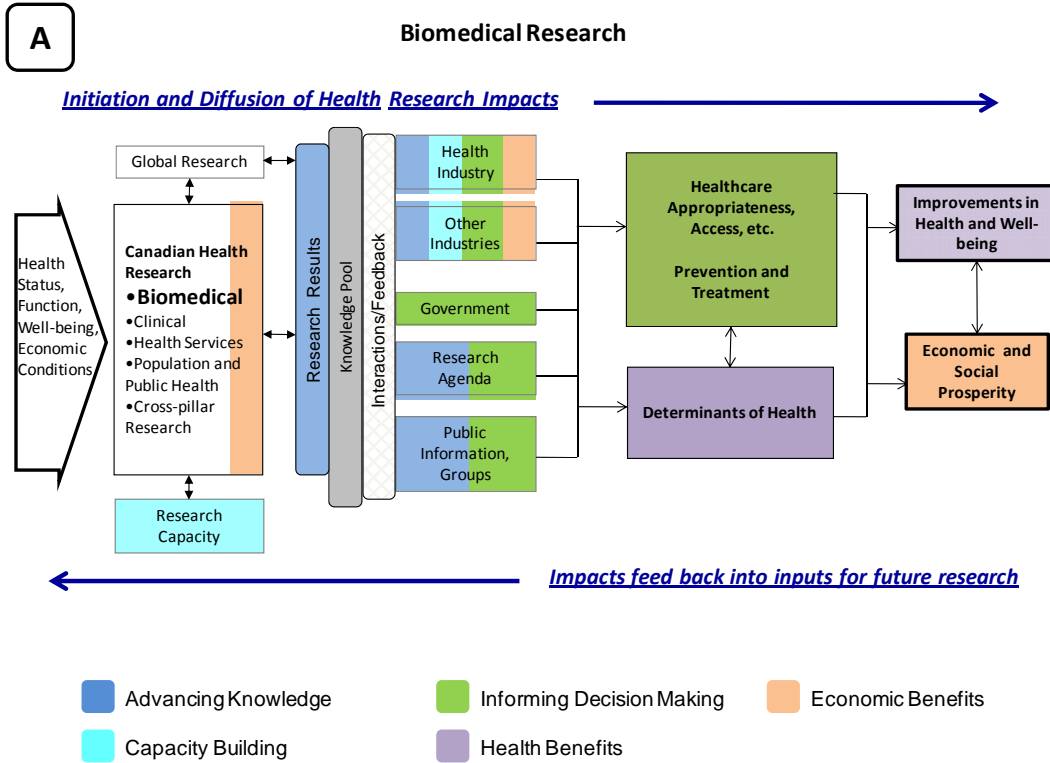 A
Biomedical Research
Initiation and Diffusion of Health Research Impacts
Global Research
Health
Status,
Function,
Well-being,
Economic
Conditions
Canadian Health
Research
•Biomedical
•Clinical
•Health Services
•Population and
Public Health
•Cross-pillar
Research
Research
Capacity
Research Results
Knowledge Pool
Interactions/Feedback
Health
Industry
Other
Industries
Government
Research
Agenda
Public
Information,
Groups
Healthcare
Appropriateness,
Access, etc.
Prevention and
Treatment
Determinants of Health
Improvements in
Health and Well-
being
Economic and
Social
Prosperity
Impacts feed back into inputs for future research
Advancing Knowledge
Informing Decision Making
Economic Benefits
Capacity Building
Health Benefits